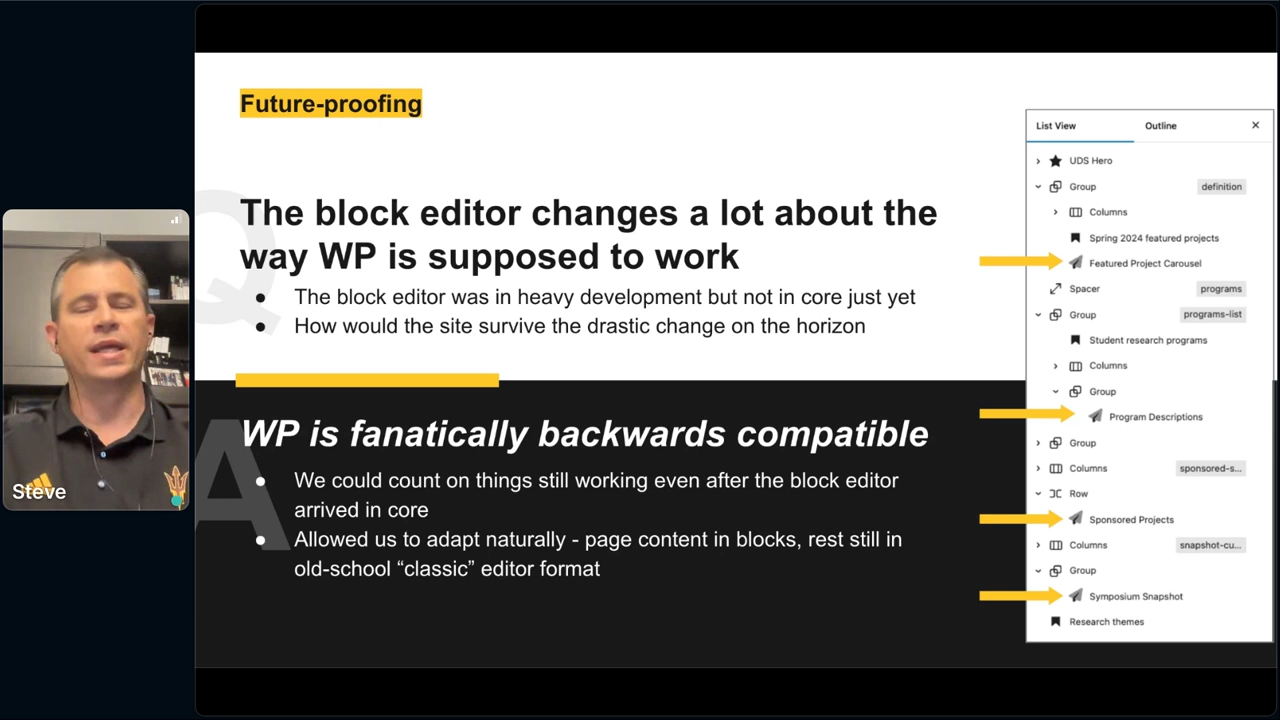 Future-proofing
Q
The block editor changes a lot about the
way WP is supposed to work
● The block editor was in heavy development but not in core just yet
● How would the site survive the drastic change on the horizon
A
WP is fanatically backwards compatible
● We could count on things still working even after the block editor
arrived in core
● Allowed us to adapt naturally - page content in blocks, rest still in
old-school “classic” editor format
List View Outline ×
UDS Hero
Group definition
Columns
Spring 2024 featured projects
Featured Project Carousel
Spacer programs
Group programs-list
Student research programs
Columns
Group
Program Descriptions
Group
Columns sponsored-s...
Row
Sponsored Projects
Columns snapshot-cu...
Group
Symposium Snapshot
Research themes
Steve